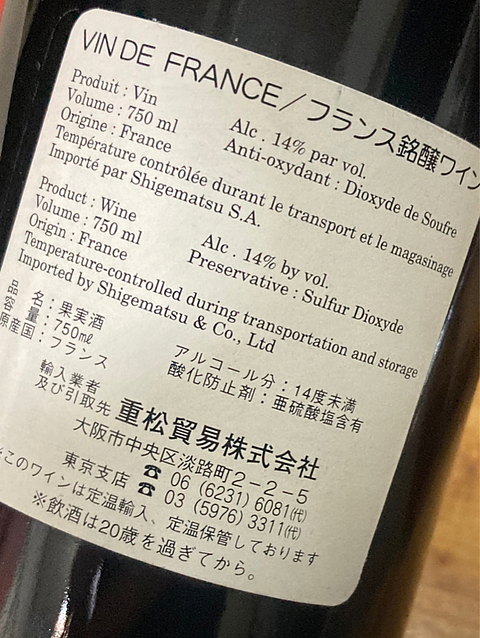 VIN DE FRANCE／フランス銘醸ワイン
Produit : Vin
Volume : 750 ml Alc . 14% par vol.
Origine : France Anti-oxydant : Dioxyde de Soufre
Température contrôlée durant le transport et le magasinage
Importé par Shigematsu S.A.
Product : Wine
Volume : 750 ml Alc . 14% by vol.
Origin : France Preservative : Sulfur Dioxyde
Temperature-controlled during transportation and storage
Imported by Shigematsu & Co., Ltd
品 名：果実酒
容 量：750㎖ アルコール分：14度未満
原産国：フランス 酸化防止剤：亜硫酸塩含有
輸入業者
及び引取先 重松貿易株式会社
大阪市中央区淡路町2－2－5
☎ 06 (6231) 6081㈹
東京支店 ☎ 03 (5976) 3311㈹
※このワインは定温輸入、定温保管しております
※飲酒は20歳を過ぎてから。